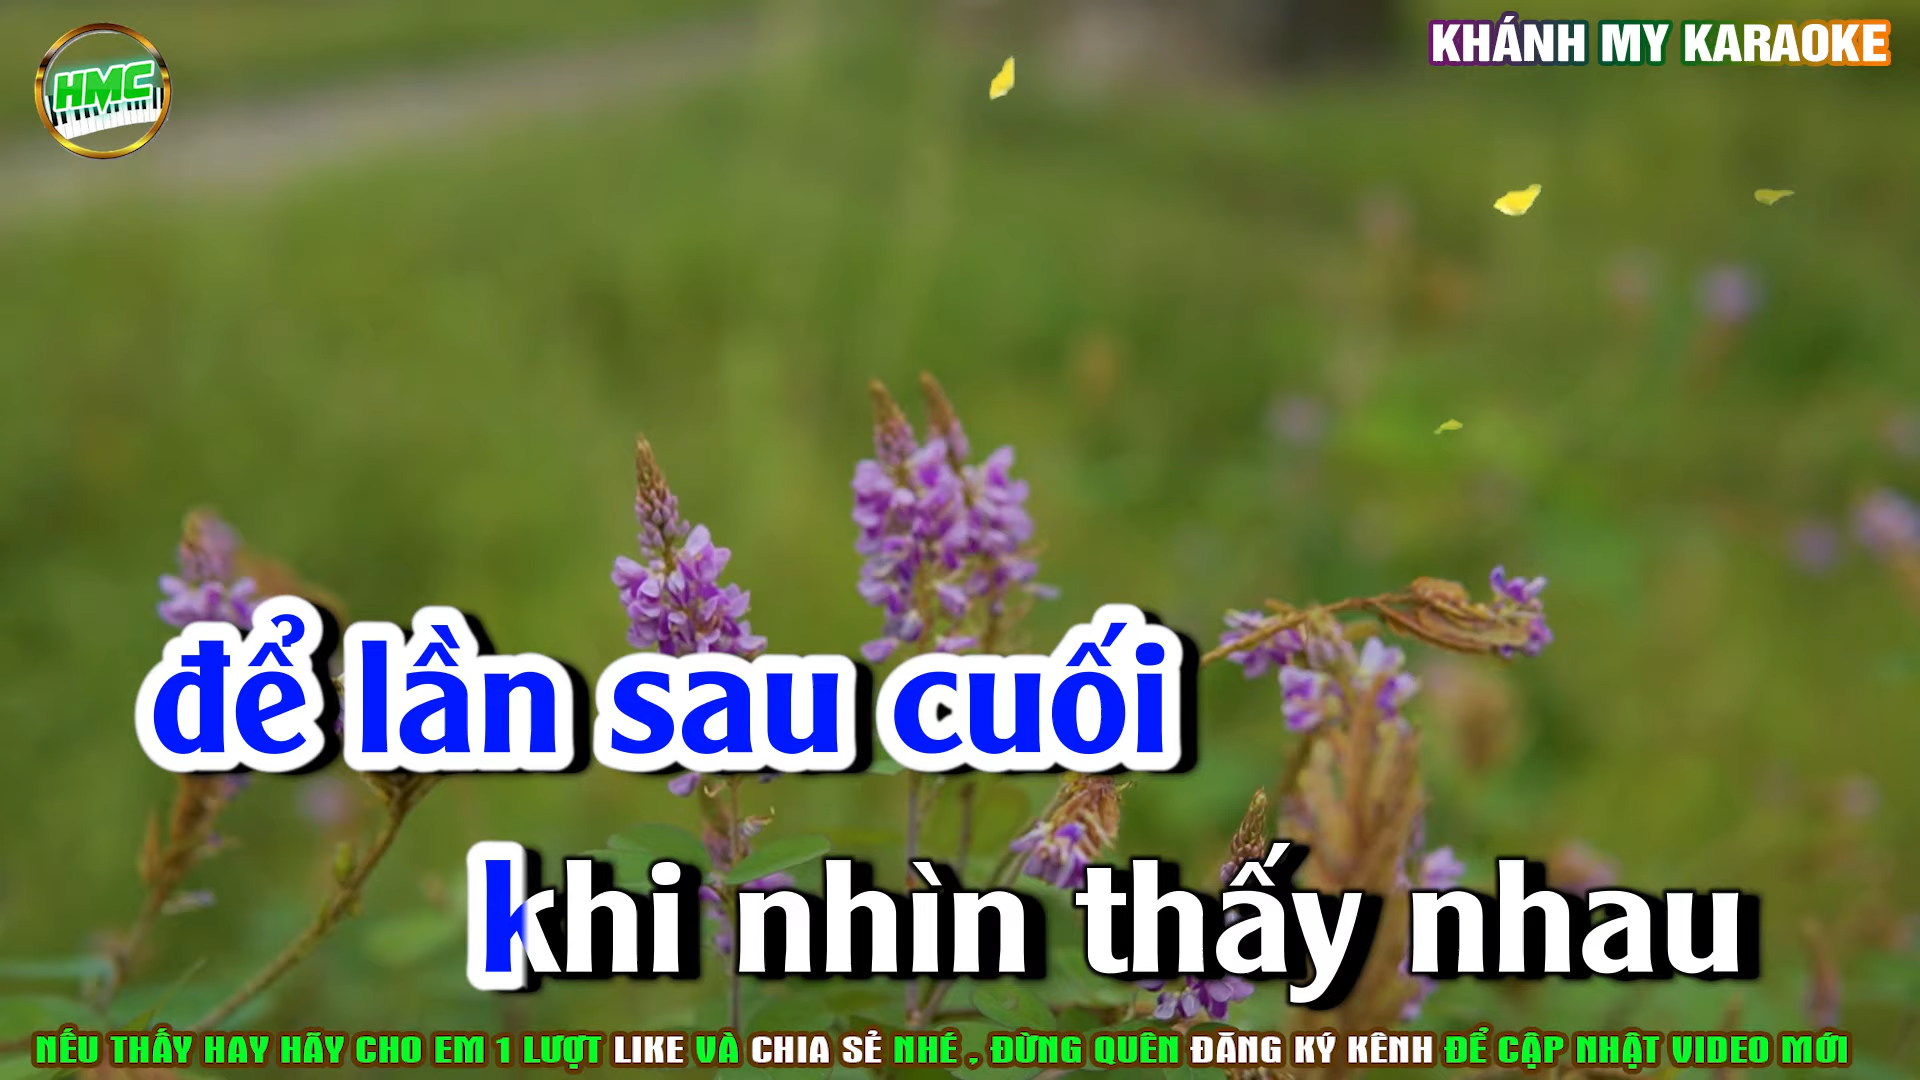 HMC
KHÁNH MY KARAOKE
để lần sau cuối
khi nhìn thấy nhau
NẾU THẤY HAY HÃY CHO EM 1 LƯỢT LIKE VÀ CHIA SẺ NHÉ , ĐỪNG QUÊN ĐĂNG KÝ KÊNH ĐỂ CẬP NHẬT VIDEO MỚI